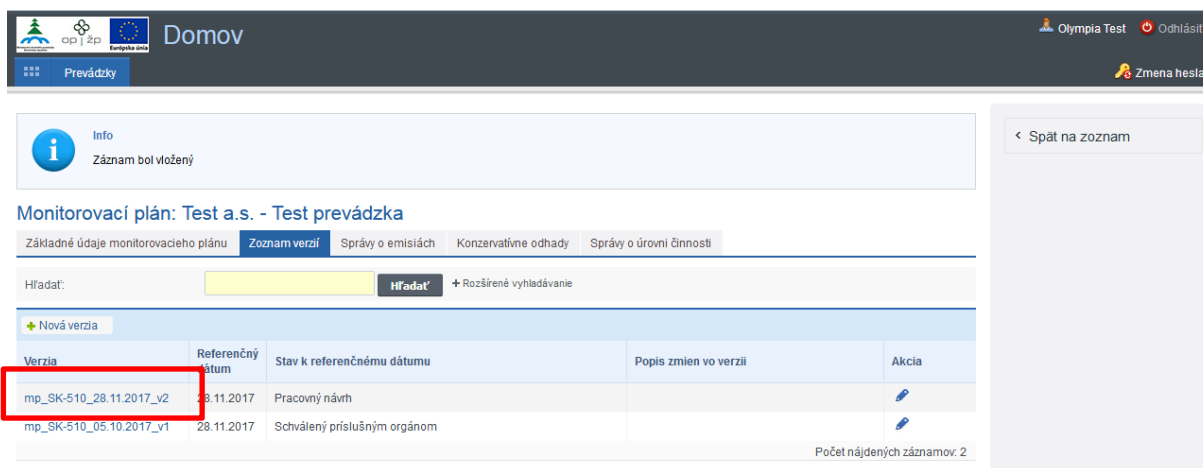 op žp
Európska únia
Domov
Olympia Test
Odhlásiť
Prevádzky
Zmena hesla
Info
Záznam bol vložený
Spät na zoznam
Monitorovací plán: Test a.s. - Test prevádzka
Základné údaje monitorovacieho plánu Zoznam verzií Správy o emisiách Konzervatívne odhady Správy o úrovni činnosti
Hľadať: Hľadať + Rozšírené vyhladávanie
Nová verzia
Verzia Referenčný dátum Stav k referenčnému dátumu Popis zmien vo verzii Akcia
mp_SK-510_28.11.2017_v2 28.11.2017 Pracovný návrh
mp_SK-510_05.10.2017_v1 28.11.2017 Schválený príslušným orgánom
Počet nájdených záznamov: 2